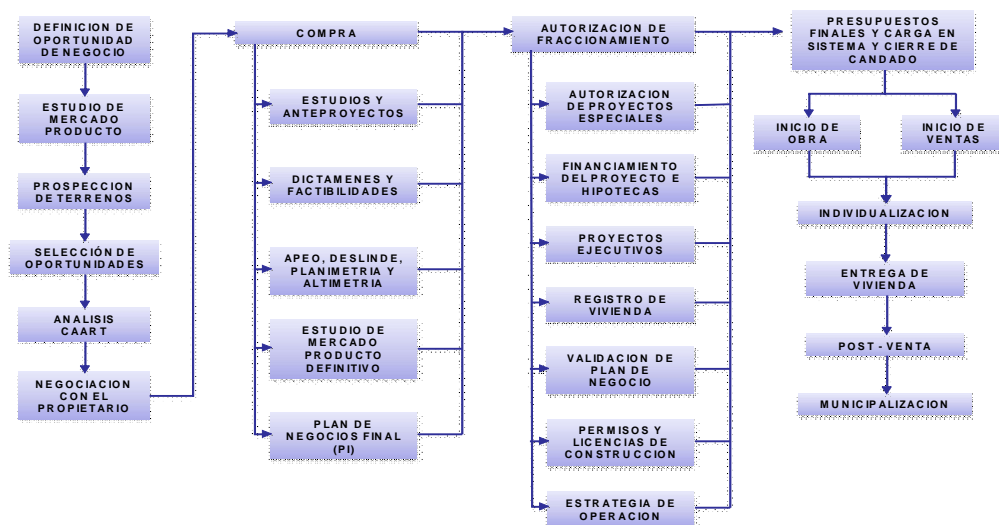 DEFINICION DE
OPORTUNIDAD
DE NEGOCIO
ESTUDIO DE
MERCADO
PRODUCTO
PROSPECCION
DE TERRENOS
SELECCIÓN DE
OPORTUNIDADES
ANALISIS
CAART
NEGOCIACION
CON EL
PROPIETARIO
COMPRA
ESTUDIOS Y
ANTEPROYECTOS
DICTAMENES Y
FACTIBILIDADES
APEO, DESLINDE,
PLANIMETRIA Y
ALTIMETRIA
ESTUDIO DE
MERCADO
PRODUCTO
DEFINITIVO
PLAN DE
NEGOCIOS FINAL
(PI)
AUTORIZACION DE
FRACCIONAMIENTO
AUTORIZACION
DE PROYECTOS
ESPECIALES
FINANCIAMIENTO
DEL PROYECTO E
HIPOTECAS
PROYECTOS
EJECUTIVOS
REGISTRO DE
VIVIENDA
VALIDACION DE
PLAN DE
NEGOCIO
PERMISOS Y
LICENCIAS DE
CONSTRUCCION
ESTRATEGIA DE
OPERACION
PRESUPUESTOS
FINALES Y CARGA EN
SISTEMA Y CIERRE DE
CANDADO
INICIO DE
OBRA
INICIO DE
VENTAS
INDIVIDUALIZACION
ENTREGA DE
VIVIENDA
POST - VENTA
MUNICIPALIZACION